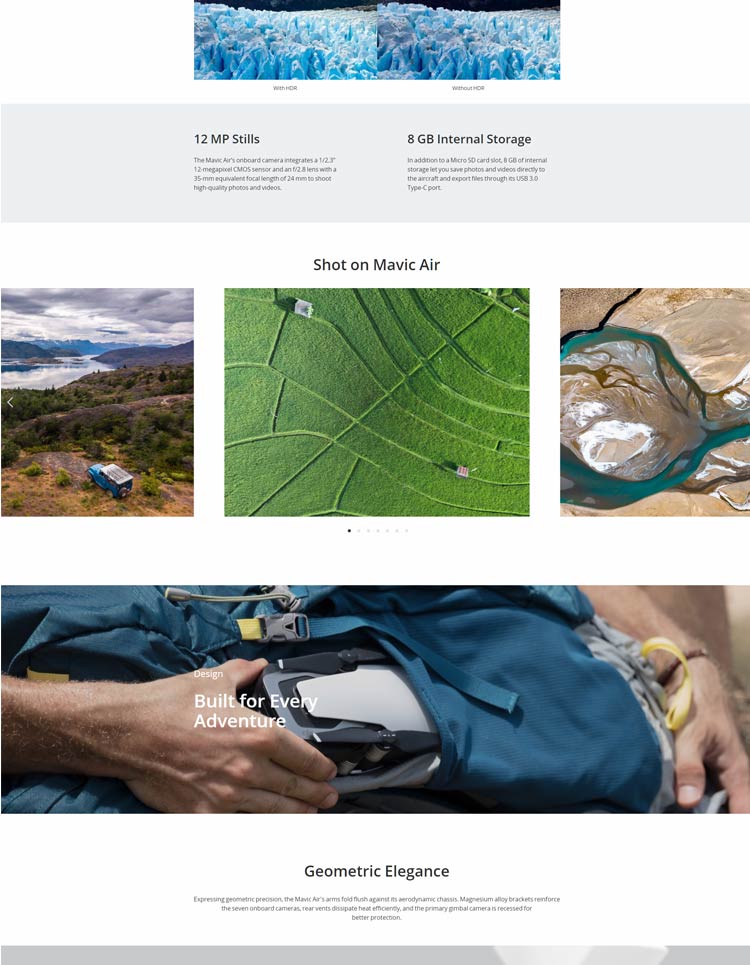 With HDR
Without HDR
12 MP Stills
The Mavic Air's onboard camera integrates a 1/2.3"
12-megapixel CMOS sensor and an f/2.8 lens with a
35-mm equivalent focal length of 24 mm to shoot
high-quality photos and videos.
8 GB Internal Storage
In addition to a Micro SD card slot, 8 GB of internal
storage let you save photos and videos directly to
the aircraft and export files through its USB 3.0
Type-C port.
Shot on Mavic Air
Design
Built for Every
Adventure
Geometric Elegance
Expressing geometric precision, the Mavic Air's arms fold flush against its aerodynamic chassis. Magnesium alloy brackets reinforce
the seven onboard cameras, rear vents dissipate heat efficiently, and the primary gimbal camera is recessed for
better protection.